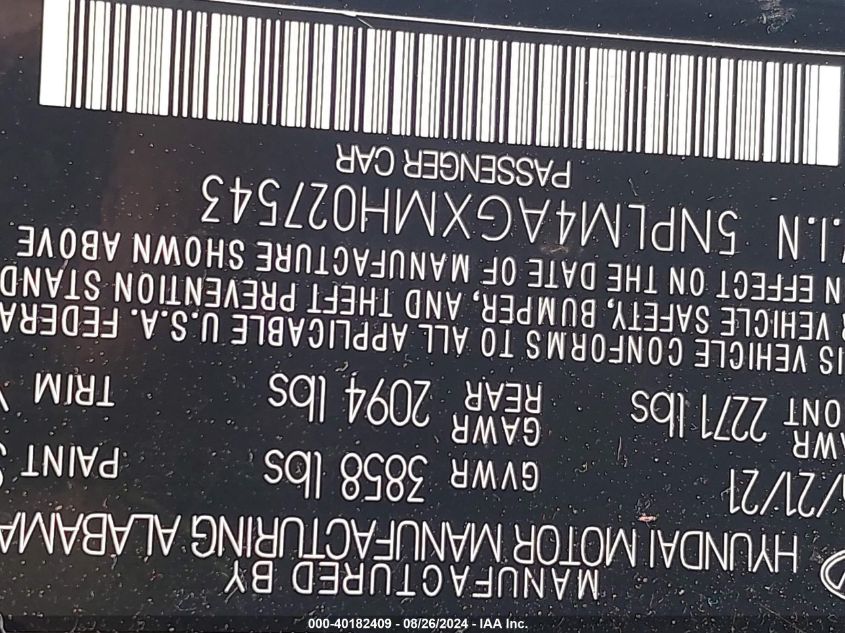 MANUFACTURED BY
HYUNDAI MOTOR MANUFACTURING ALABAMA
/21/21 GVWR 3858 lbs PAINT
GAWR GAWR
2271 lbs REAR 2094 lbs TRIM
VEHICLE CONFORMS TO ALL APPLICABLE U.S.A. FEDERA
VEHICLE SAFETY, BUMPER, AND THEFT PREVENTION STAND
EFFECT ON THE DATE OF MANUFACTURE SHOWN ABOVE
.I.N 5NPLM4AGXMH027543
PASSENGER CAR
000-40182409 - 08/26/2024 - IAA Inc.